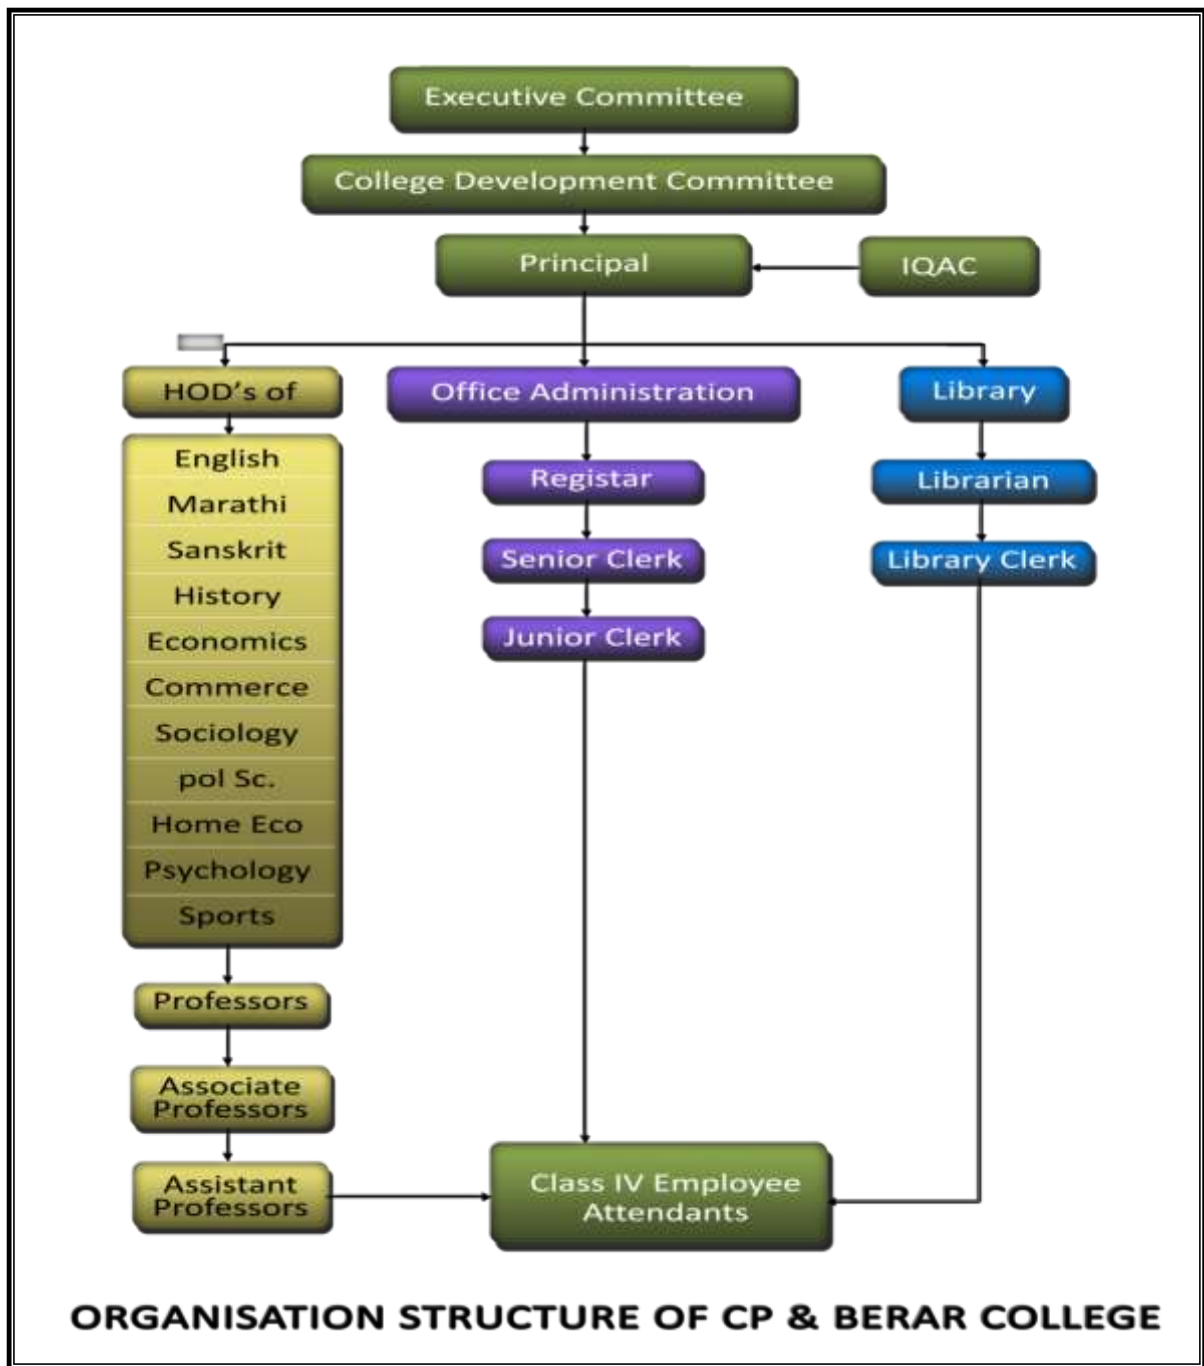 Executive Committee
College Development Committee
Principal
IQAC
HOD's of
Office Administration
Library
English
Marathi
Sanskrit
History
Economics
Commerce
Sociology
pol Sc.
Home Eco
Psychology
Sports
Registar
Senior Clerk
Junior Clerk
Librarian
Library Clerk
Professors
Associate
Professors
Assistant
Professors
Class IV Employee
Attendants
ORGANISATION STRUCTURE OF CP & BERAR COLLEGE